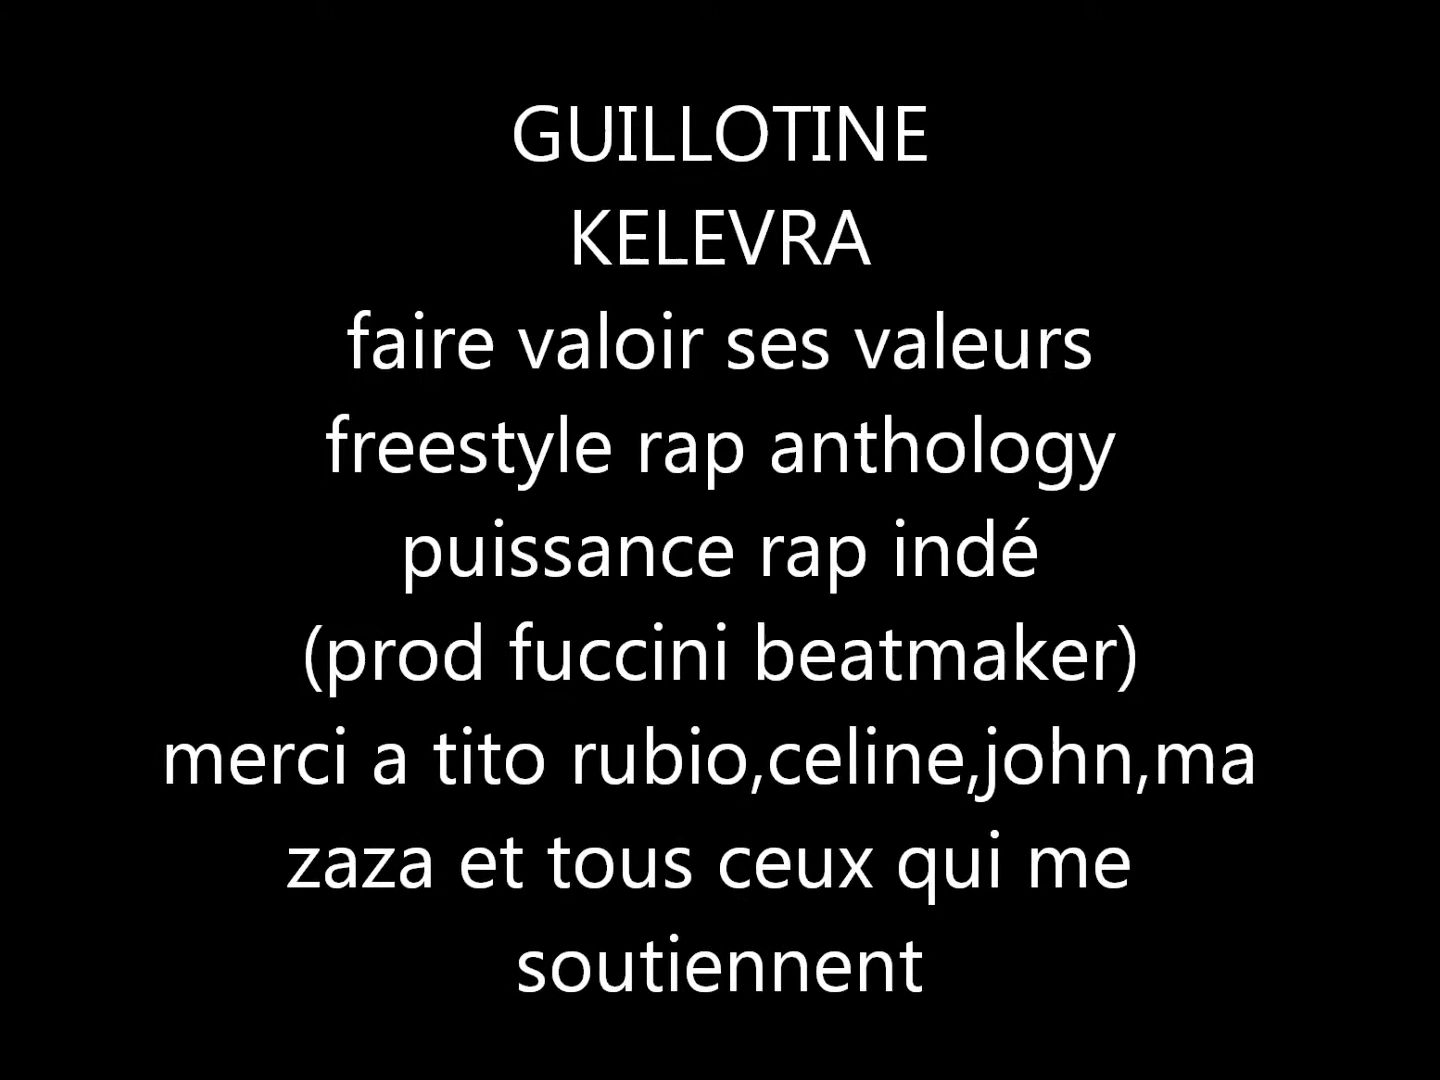 GUILLOTINE
KELEVRA
faire valoir ses valeurs
freestyle rap anthology
puissance rap indé
(prod fuccini beatmaker)
merci a tito rubio,celine,john,ma
zaza et tous ceux qui me
soutiennent